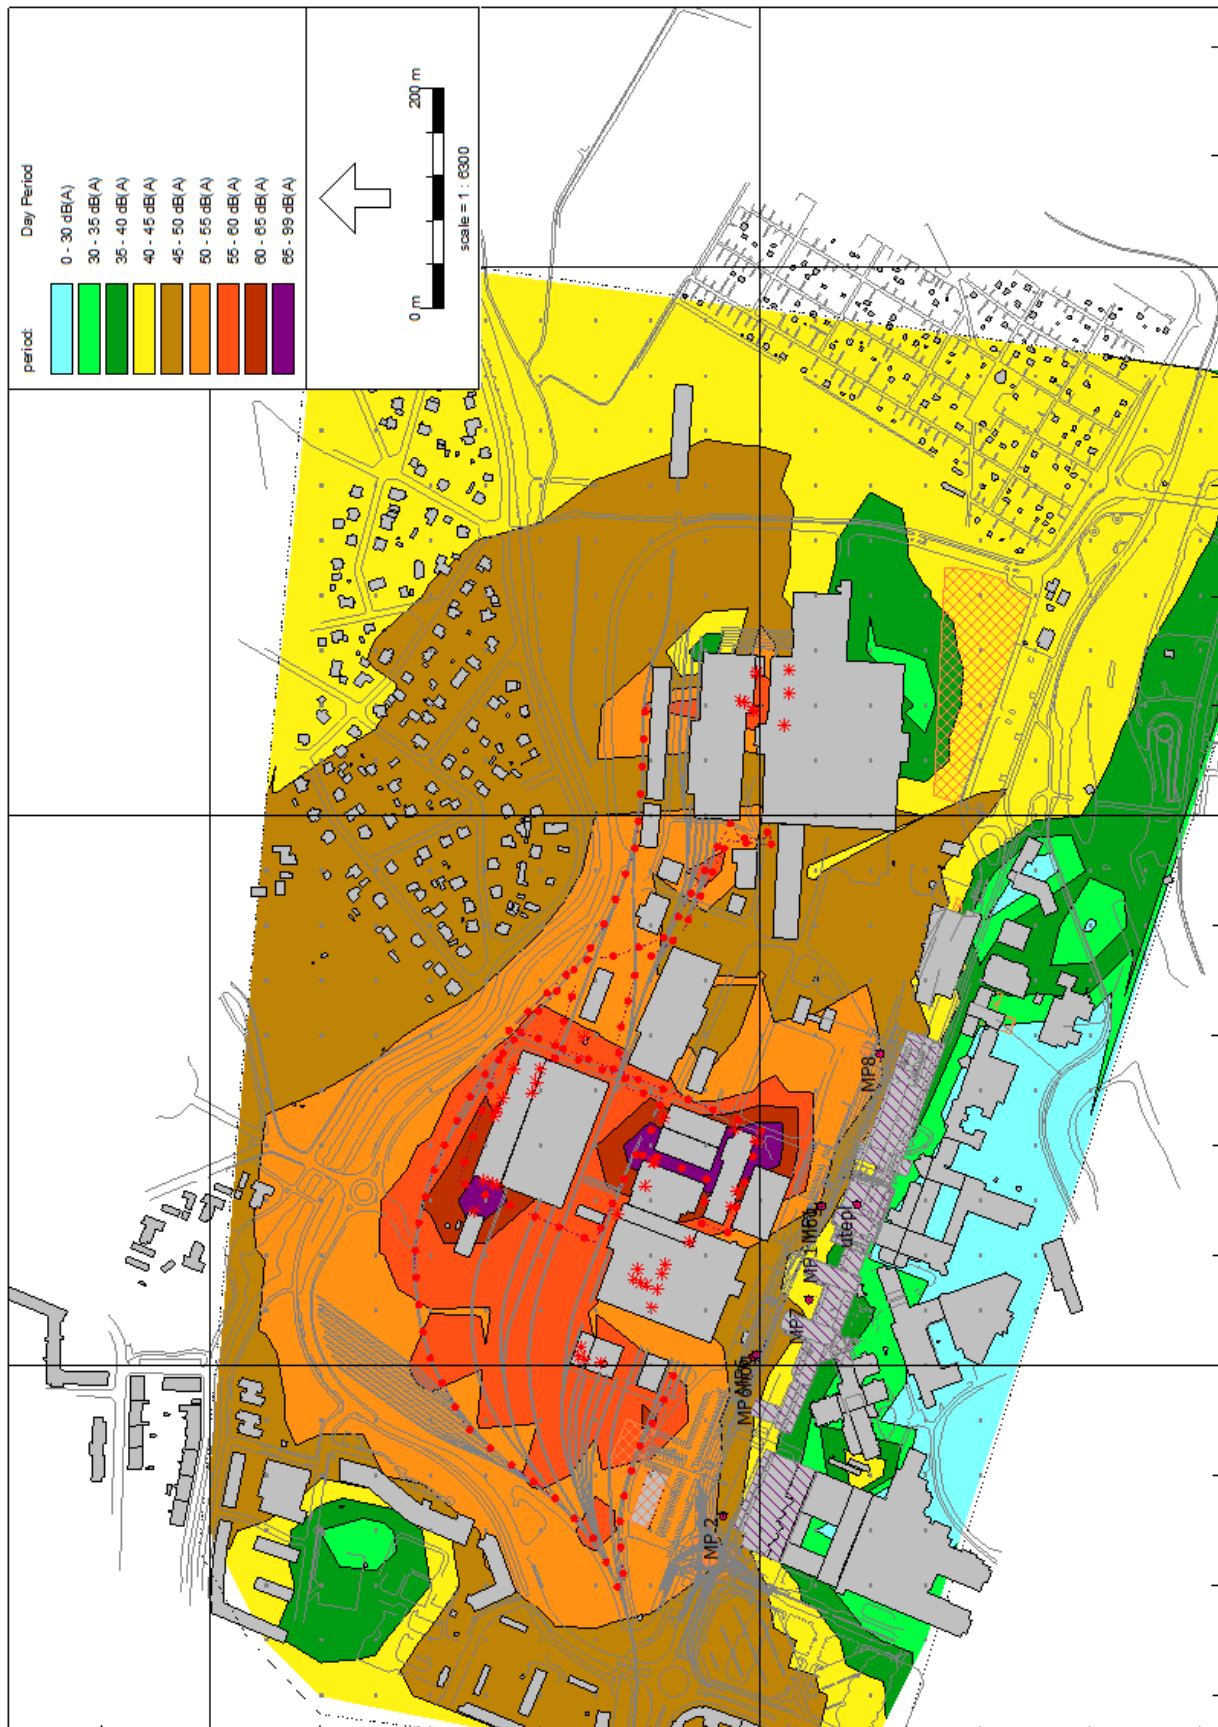 period:
Day Period
0 - 30 dB(A)
30 - 35 dB(A)
35 - 40 dB(A)
40 - 45 dB(A)
45 - 50 dB(A)
50 - 55 dB(A)
55 - 60 dB(A)
60 - 65 dB(A)
65 - 99 dB(A)
0 m
200 m
scale = 1 : 6300
MP8
MP1
MP7
MP 2